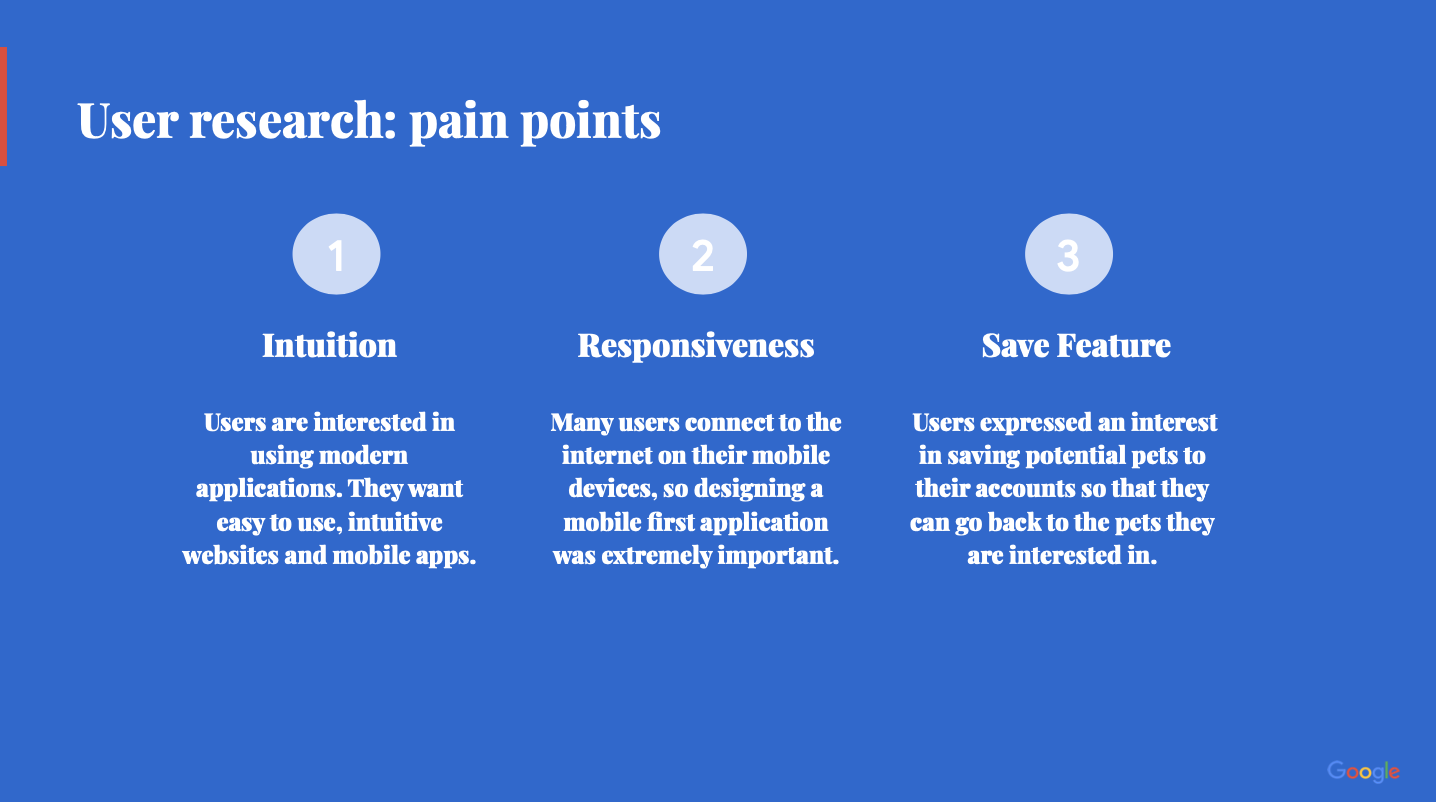 User research: pain points
1
2
3
Intuition
Responsiveness
Save Feature
Users are interested in
using modern
applications. They want
easy to use, intuitive
websites and mobile apps.
Many users connect to the
internet on their mobile
devices, so designing a
mobile first application
was extremely important.
Users expressed an interest
in saving potential pets to
their accounts so that they
can go back to the pets they
are interested in.
Google